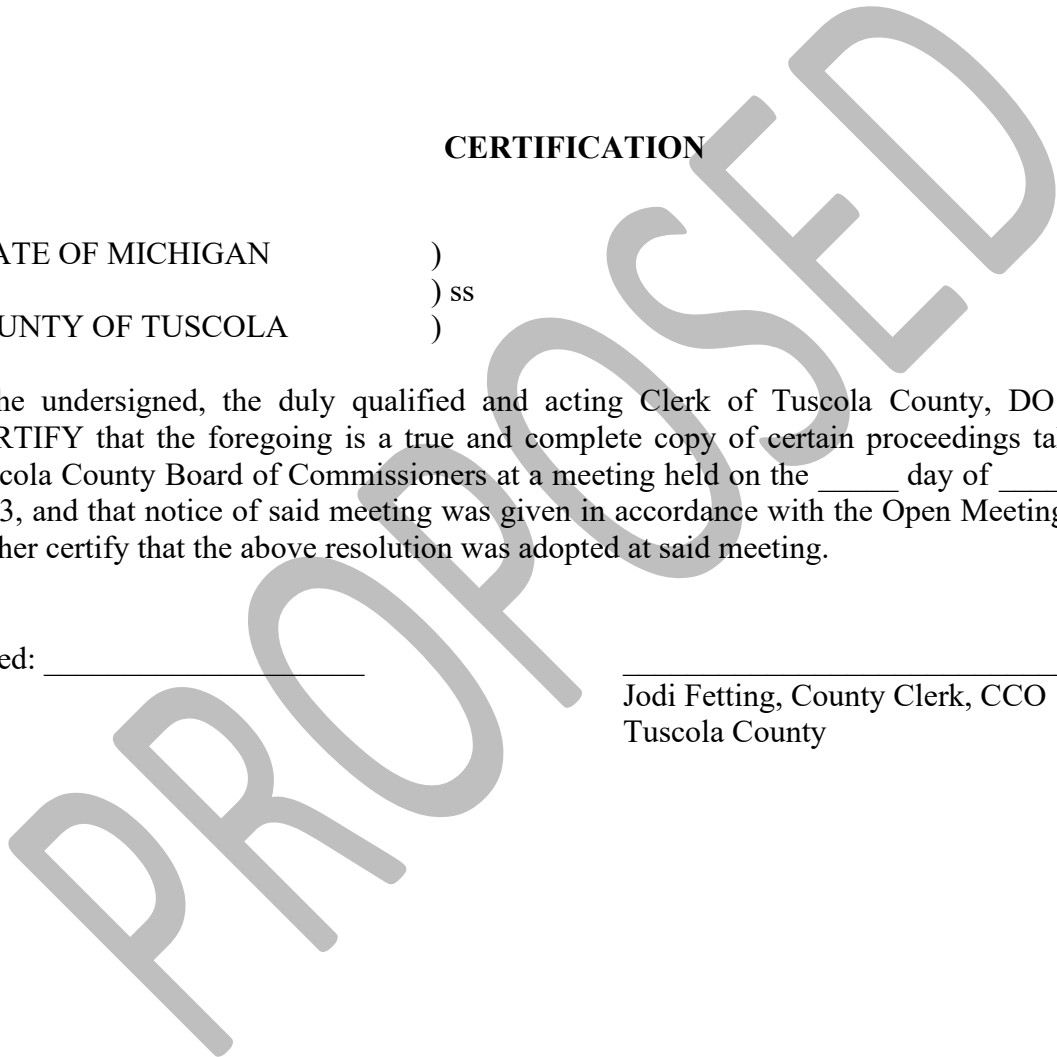 CERTIFICATION
ATE OF MICHIGAN )
) ss
UNTY OF TUSCOLA )
he undersigned, the duly qualified and acting Clerk of Tuscola County, DO
RTIFY that the foregoing is a true and complete copy of certain proceedings ta
cola County Board of Commissioners at a meeting held on the _____ day of ____
3, and that notice of said meeting was given in accordance with the Open Meeting
her certify that the above resolution was adopted at said meeting.
ed: ____________________ ___________________________
Jodi Fetting, County Clerk, CCO
Tuscola County
PROPOSED